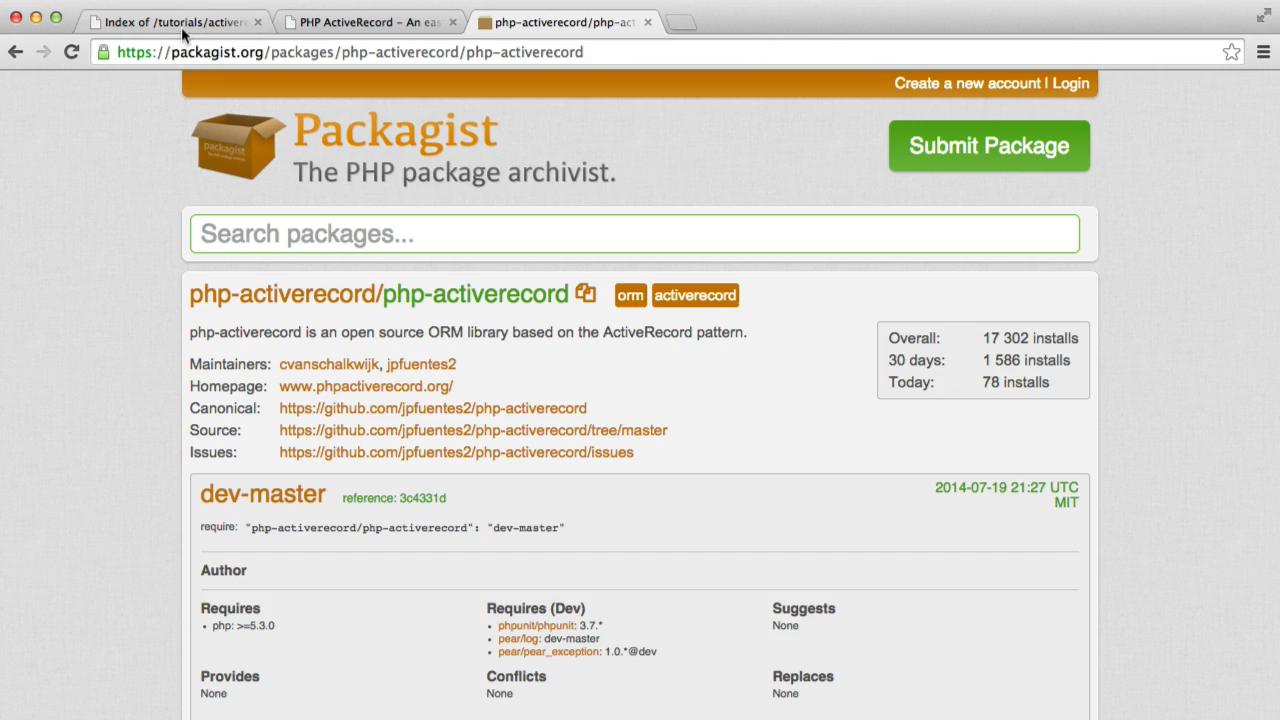 Index of /tutorials/activere
PHP ActiveRecord – An eas
php-activerecord/php-act
https://packagist.org/packages/php-activerecord/php-activerecord
Create a new account | Login
packagist
Packagist
The PHP package archivist.
Submit Package
Search packages...
php-activerecord/php-activerecord orm activerecord
php-activerecord is an open source ORM library based on the ActiveRecord pattern.
Overall: 17 302 installs
30 days: 1 586 installs
Today: 78 installs
Maintainers: cvanschalkwijk, jpfuentes2
Homepage: www.phpactiverecord.org/
Canonical: https://github.com/jpfuentes2/php-activerecord
Source: https://github.com/jpfuentes2/php-activerecord/tree/master
Issues: https://github.com/jpfuentes2/php-activerecord/issues
dev-master reference: 3c4331d
2014-07-19 21:27 UTC
MIT
require: "php-activerecord/php-activerecord": "dev-master"
Author
Requires
• php: >=5.3.0
Requires (Dev)
• phpunit/phpunit: 3.7.*
• pear/log: dev-master
• pear/pear_exception: 1.0.*@dev
Suggests
None
Provides
None
Conflicts
None
Replaces
None